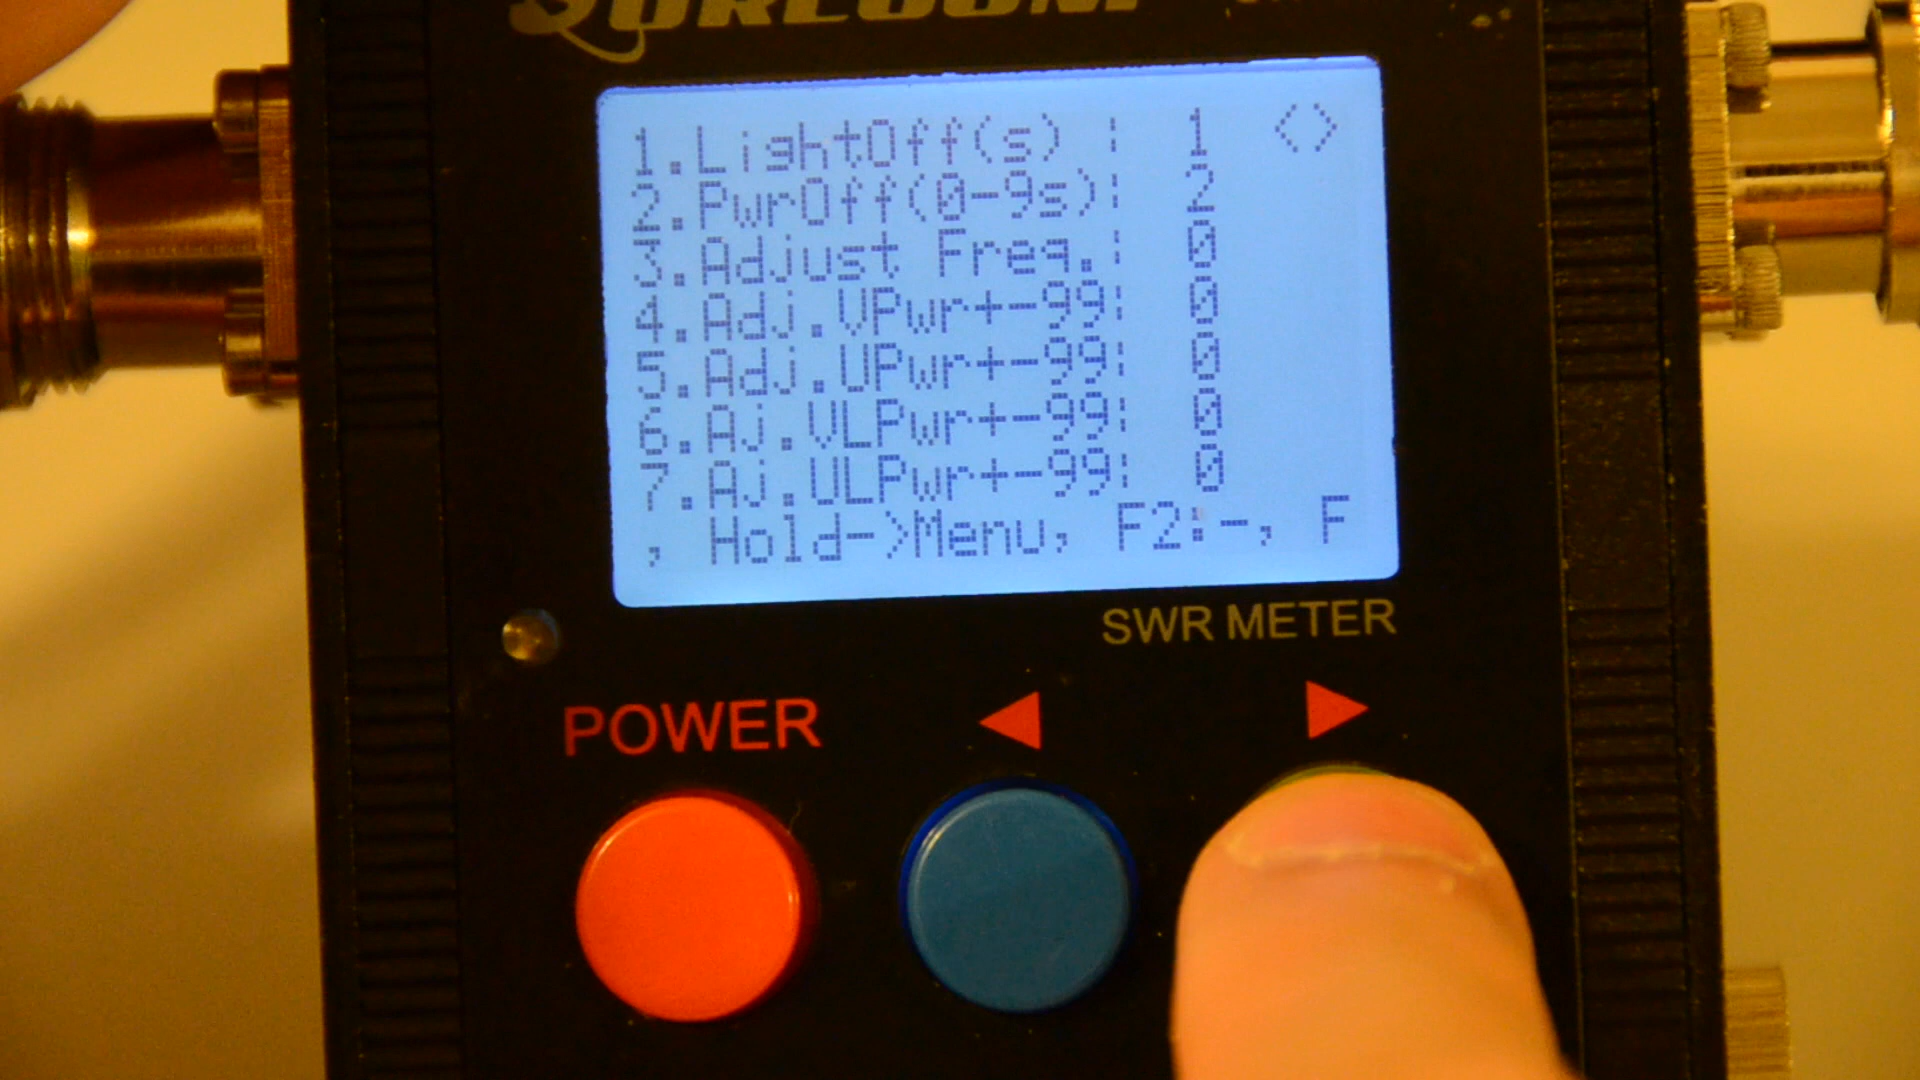 1.LightOff(s) : 1 <>
2.PwrOff(0-9s): 2
3.Adjust Freq.: 0
4.Adj.VPwr+-99: 0
5.Adj.UPwr+-99: 0
6.Aj.VLPwr+-99: 0
7.Aj.ULPwr+-99: 0
, Hold->Menu, F2:-, F
SWR METER
POWER